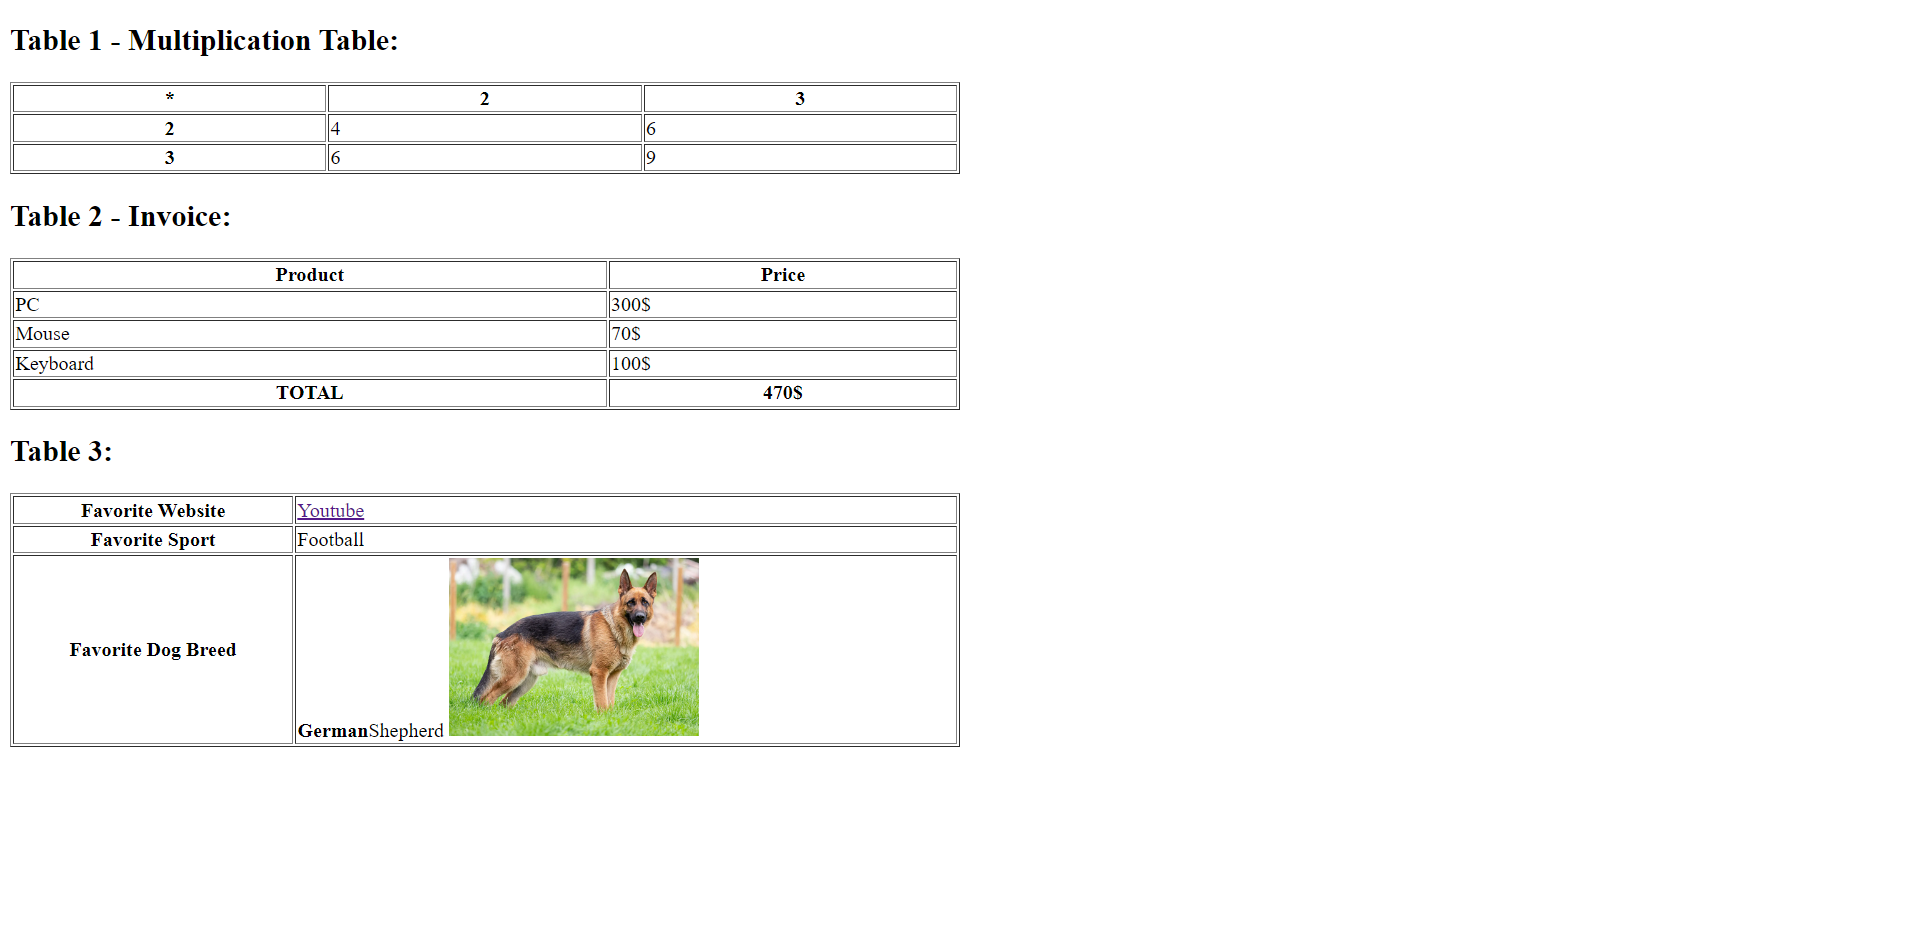 Table 1 - Multiplication Table:
* 2 3
2 4 6
3 6 9
Table 2 - Invoice:
Product Price
PC 300$
Mouse 70$
Keyboard 100$
TOTAL 470$
Table 3:
Favorite Website Youtube
Favorite Sport Football
Favorite Dog Breed
GermanShepherd